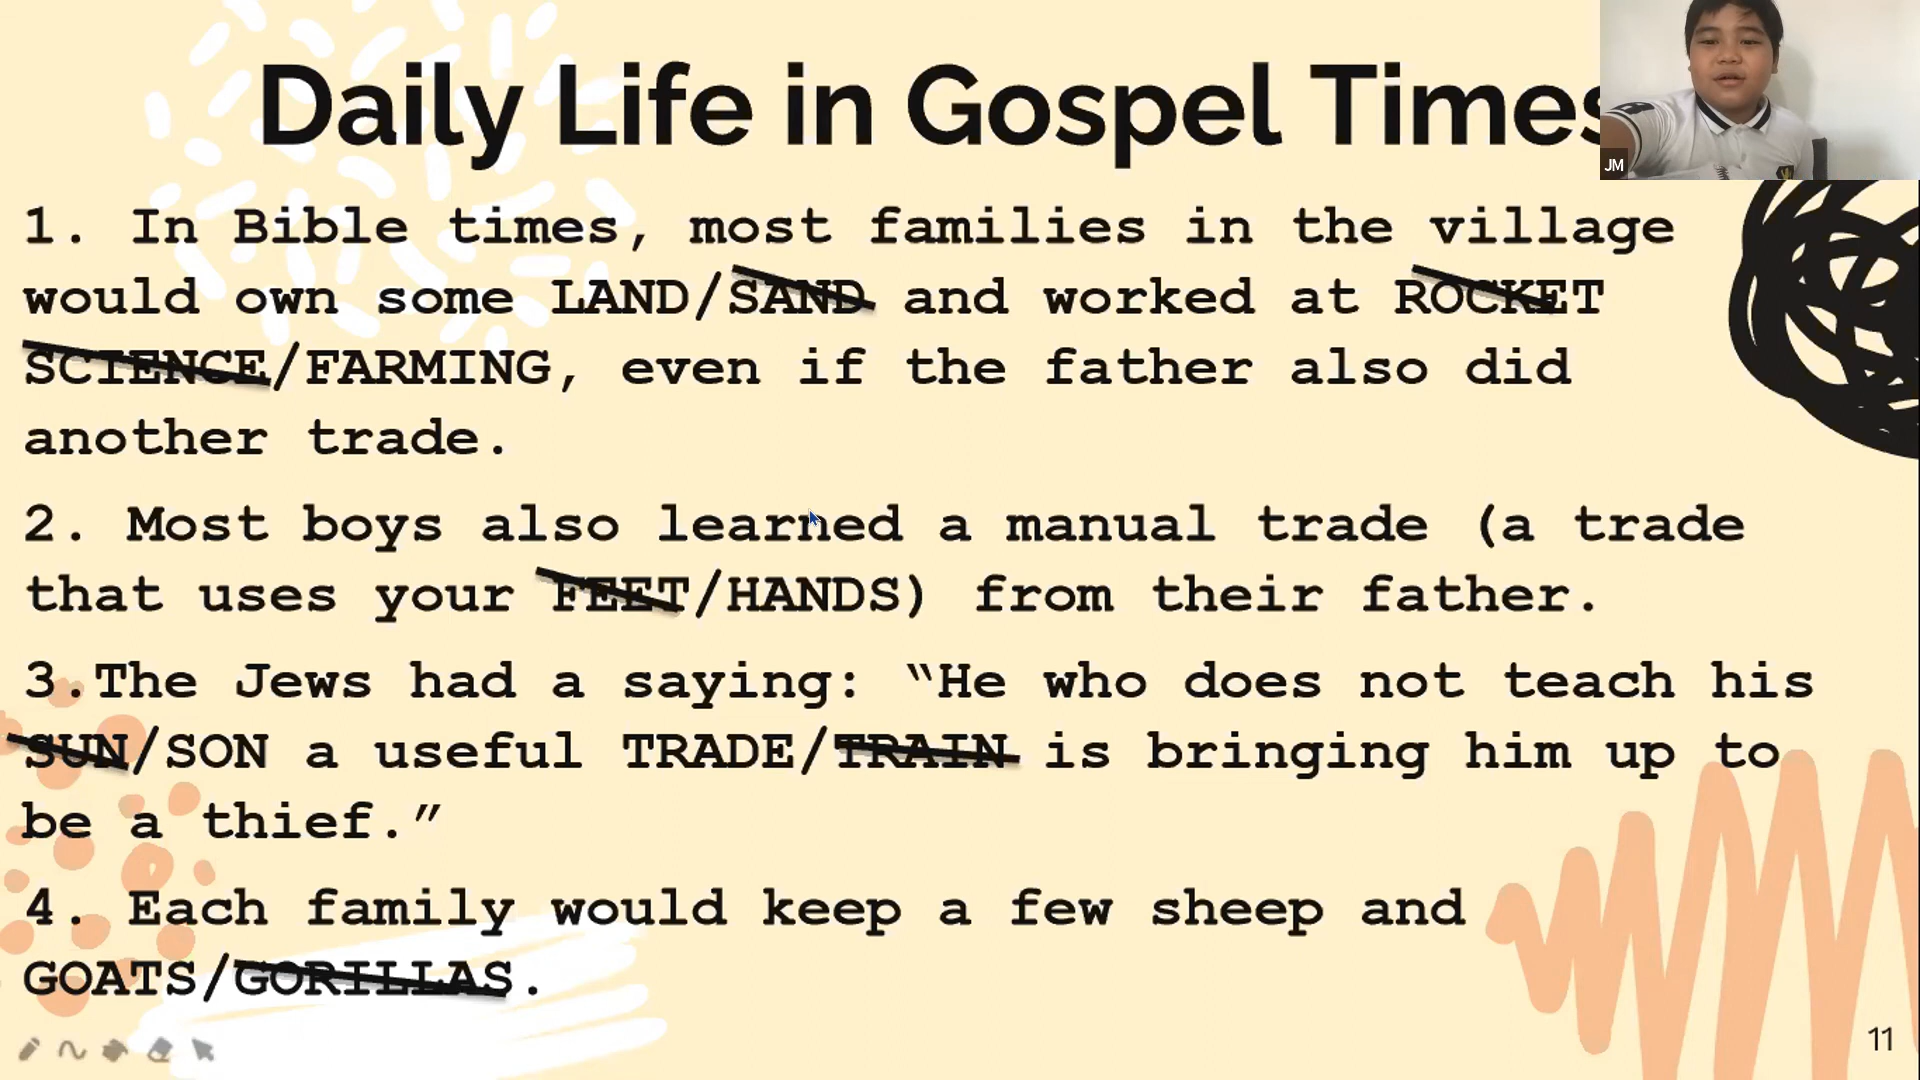 Daily Life in Gospel Times
JM
1. In Bible times, most families in the village
would own some LAND/SAND and worked at ROCKET
SCIENCE/FARMING, even if the father also did
another trade.
2. Most boys also learned a manual trade (a trade
that uses your FEET/HANDS) from their father.
3.The Jews had a saying: “He who does not teach his
SUN/SON a useful TRADE/TRAIN is bringing him up to
be a thief.”
4. Each family would keep a few sheep and
GOATS/GORILLAS.
11